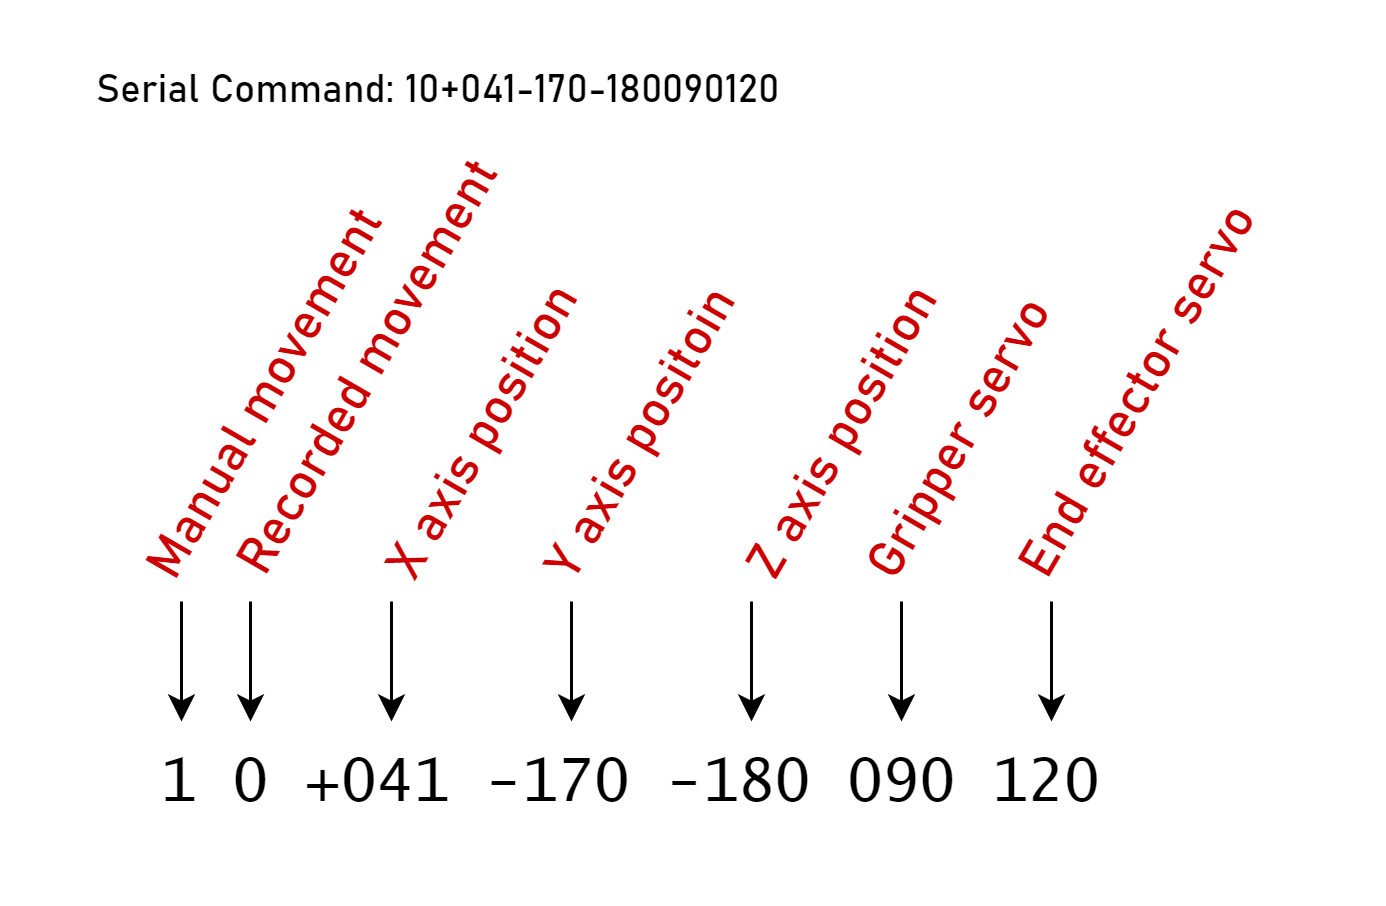 Serial Command: 10+041-170-180090120
Manual movement
Recorded movement
X axis position
Y axis positoin
Z axis position
Gripper servo
End effector servo
1 0 +041 -170 -180 090 120